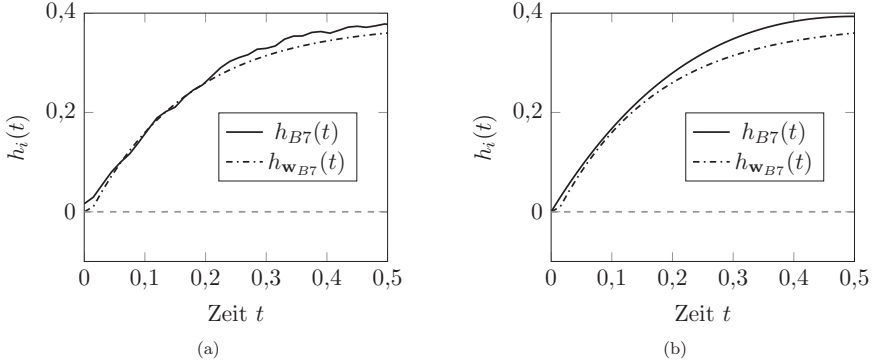 0,4
0,2
0
h_i(t)
h_{B7}(t)
h_{\mathbf{w}_{B7}}(t)
0 0,1 0,2 0,3 0,4 0,5
Zeit t
(a)
0,4
0,2
0
h_i(t)
h_{B7}(t)
h_{\mathbf{w}_{B7}}(t)
0 0,1 0,2 0,3 0,4 0,5
Zeit t
(b)